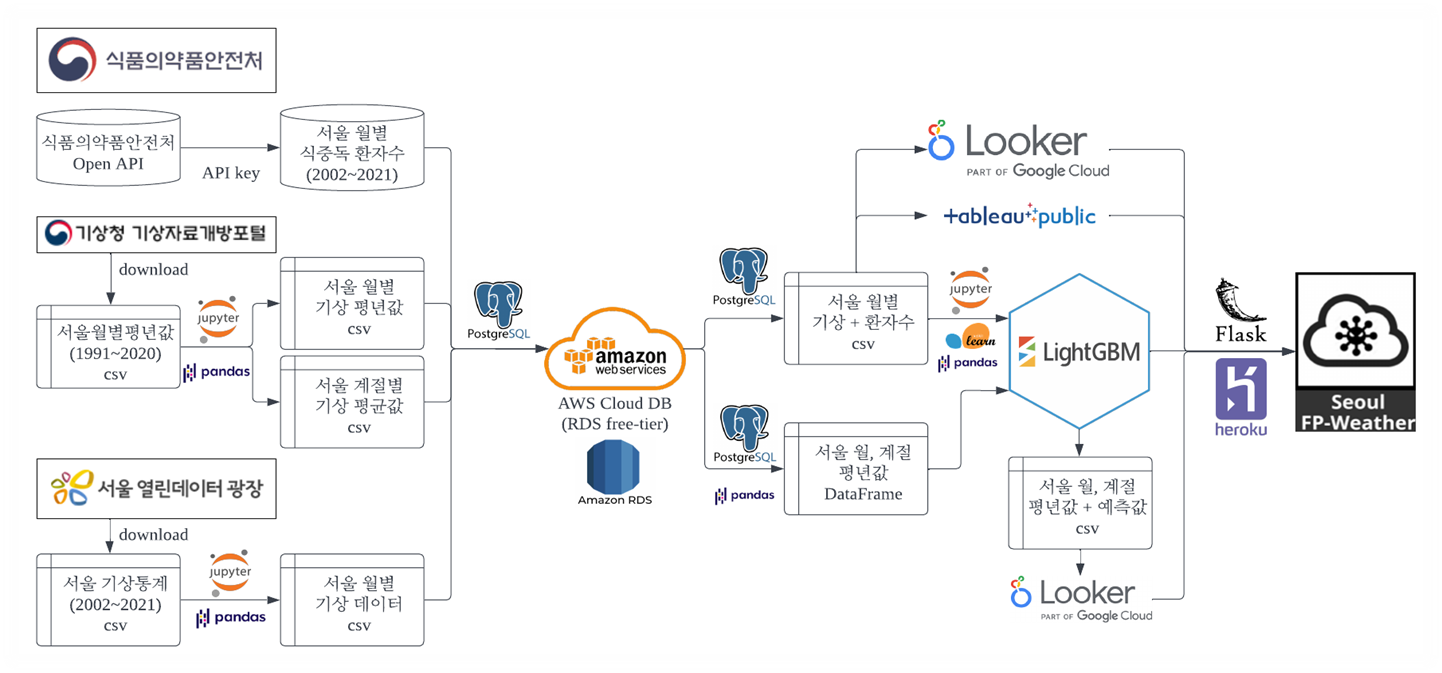 식품의약품안전처
식품의약품안전처
Open API
API key
서울 월별
식중독 환자수
(2002~2021)
기상청 기상자료개방포털
download
서울월별평년값
(1991~2020)
csv
jupyter
pandas
서울 월별
기상 평년값
csv
서울 계절별
기상 평균값
csv
서울 열린데이터 광장
download
서울 기상통계
(2002~2021)
csv
jupyter
pandas
서울 월별
기상 데이터
csv
PostgreSQL
amazon
web services
AWS Cloud DB
(RDS free-tier)
Amazon RDS
PostgreSQL
서울 월별
기상 + 환자수
csv
PostgreSQL
pandas
서울 월, 계절
평년값
DataFrame
Looker
PART OF Google Cloud
+ableau+public
jupyter
learn
pandas
LightGBM
서울 월, 계절
평년값 + 예측값
csv
Looker
PART OF Google Cloud
Flask
heroku
Seoul
FP-Weather